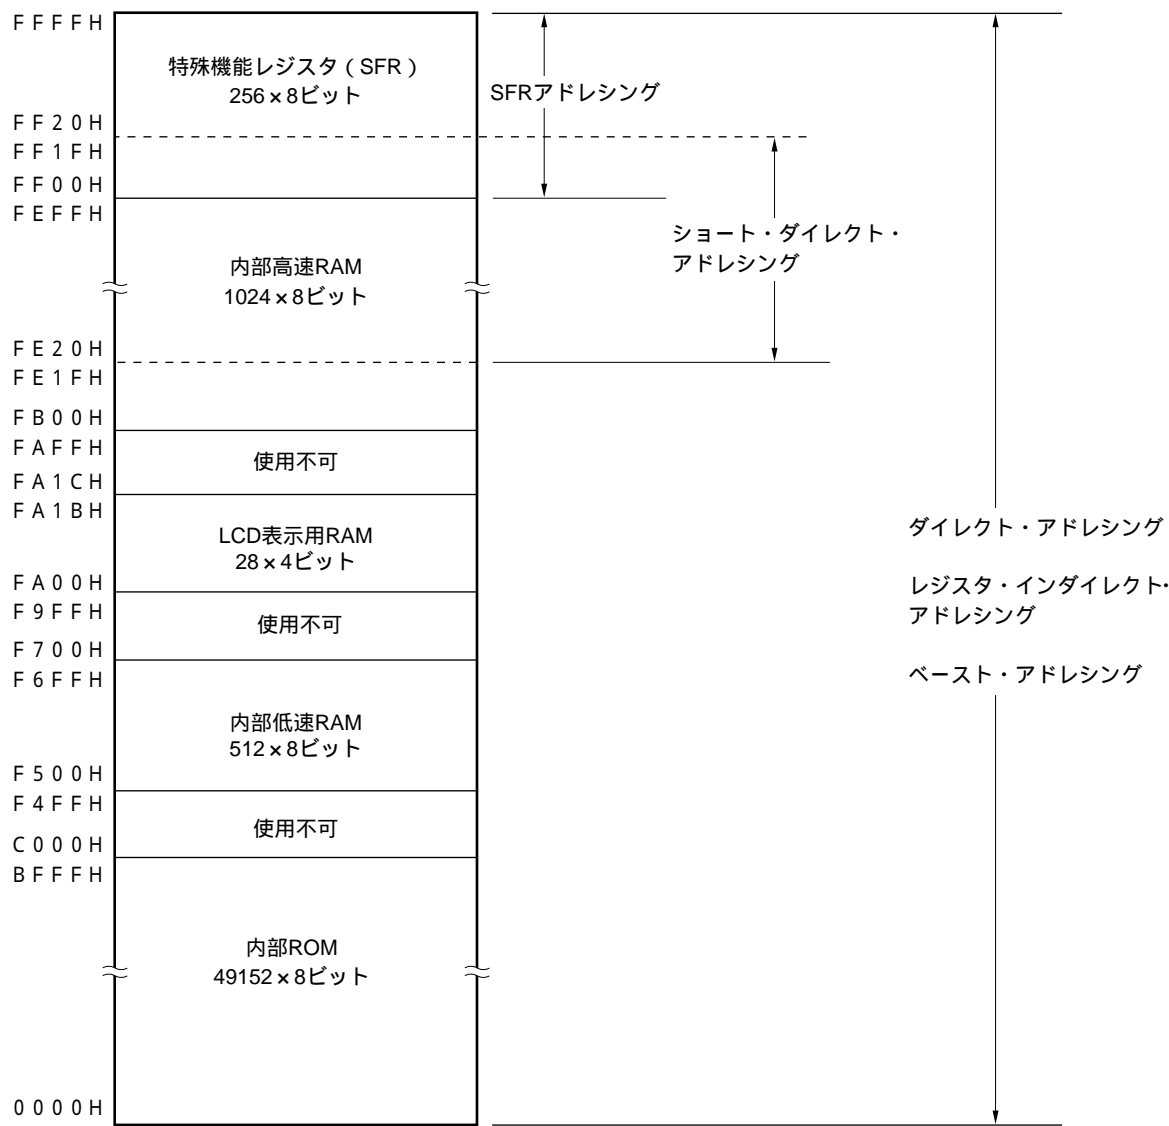 FFFFH
特殊機能レジスタ（SFR）
256×8ビット
SFRアドレシング
FF20H
FF1FH
FF00H
FEFFH
ショート・ダイレクト・
アドレシング
内部高速RAM
1024×8ビット
FE20H
FE1FH
FB00H
FAFFH
使用不可
FA1CH
FA1BH
LCD表示用RAM
28×4ビット
ダイレクト・アドレシング
レジスタ・インダイレクト・
アドレシング
ベースト・アドレシング
FA00H
F9FFH
使用不可
F700H
F6FFH
内部低速RAM
512×8ビット
F500H
F4FFH
使用不可
C000H
BFFFH
内部ROM
49152×8ビット
0000H